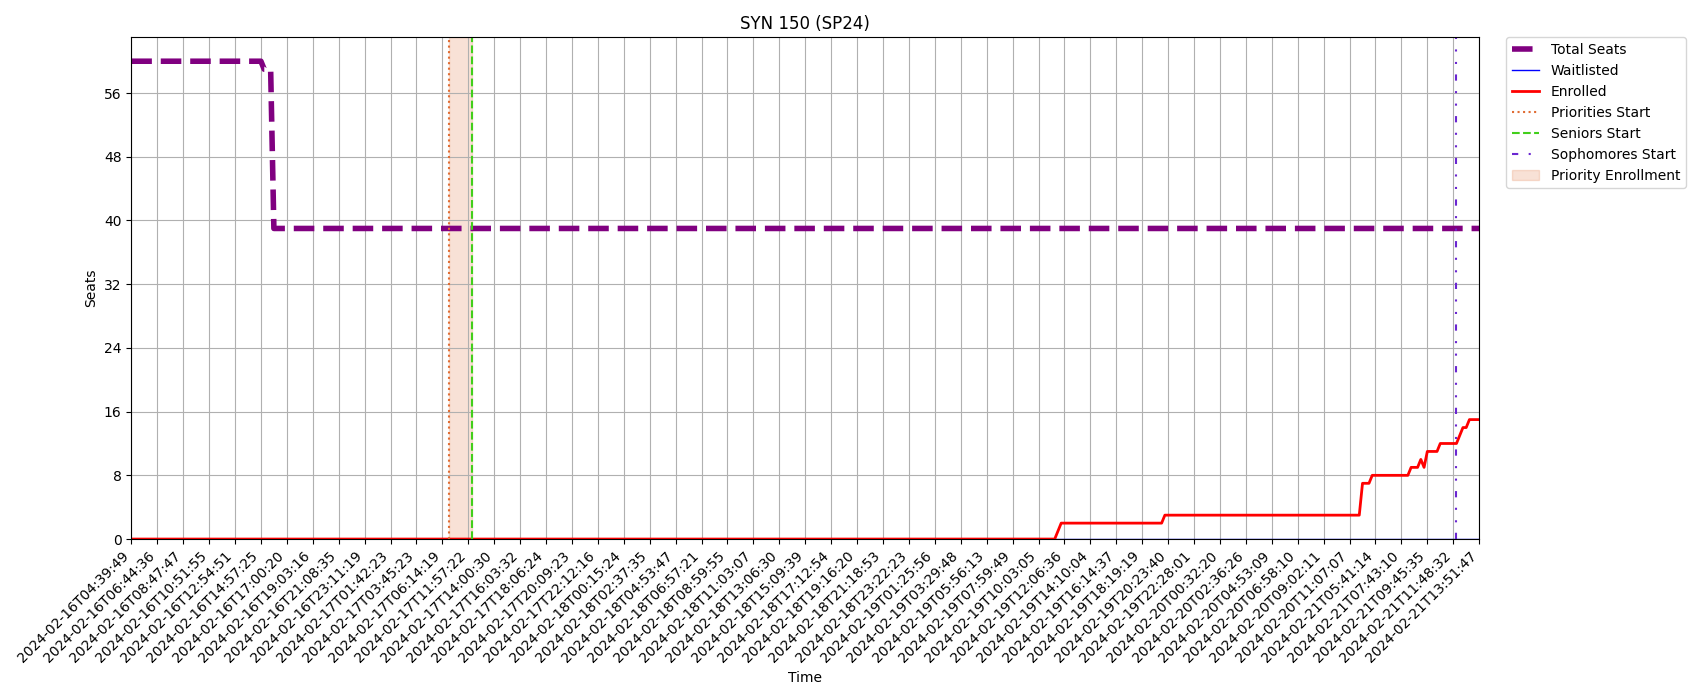 SYN 150 (SP24)
Total Seats
Waitlisted
Enrolled
Priorities Start
Seniors Start
Sophomores Start
Priority Enrollment
Seats
56
48
40
32
24
16
8
0
2024-02-16T04:39:49
2024-02-16T06:44:36
2024-02-16T08:47:47
2024-02-16T10:51:55
2024-02-16T12:54:51
2024-02-16T14:57:25
2024-02-16T17:00:20
2024-02-16T19:03:16
2024-02-16T21:08:35
2024-02-16T23:11:19
2024-02-17T01:42:23
2024-02-17T03:45:23
2024-02-17T06:14:19
2024-02-17T11:57:22
2024-02-17T14:00:30
2024-02-17T16:03:32
2024-02-17T18:06:24
2024-02-17T20:09:23
2024-02-17T22:12:16
2024-02-18T00:15:24
2024-02-18T02:37:35
2024-02-18T04:53:47
2024-02-18T06:57:21
2024-02-18T08:59:55
2024-02-18T11:03:07
2024-02-18T13:06:30
2024-02-18T15:09:39
2024-02-18T17:12:54
2024-02-18T19:16:20
2024-02-18T21:18:53
2024-02-18T23:22:23
2024-02-19T01:25:56
2024-02-19T03:29:48
2024-02-19T05:56:13
2024-02-19T07:59:49
2024-02-19T10:03:05
2024-02-19T12:06:36
2024-02-19T14:10:04
2024-02-19T16:14:37
2024-02-19T18:19:19
2024-02-19T20:23:40
2024-02-19T22:28:01
2024-02-20T00:32:20
2024-02-20T02:36:26
2024-02-20T04:53:09
2024-02-20T06:58:10
2024-02-20T09:02:11
2024-02-20T11:07:07
2024-02-21T05:41:14
2024-02-21T07:43:10
2024-02-21T09:45:35
2024-02-21T11:48:32
2024-02-21T13:51:47
Time